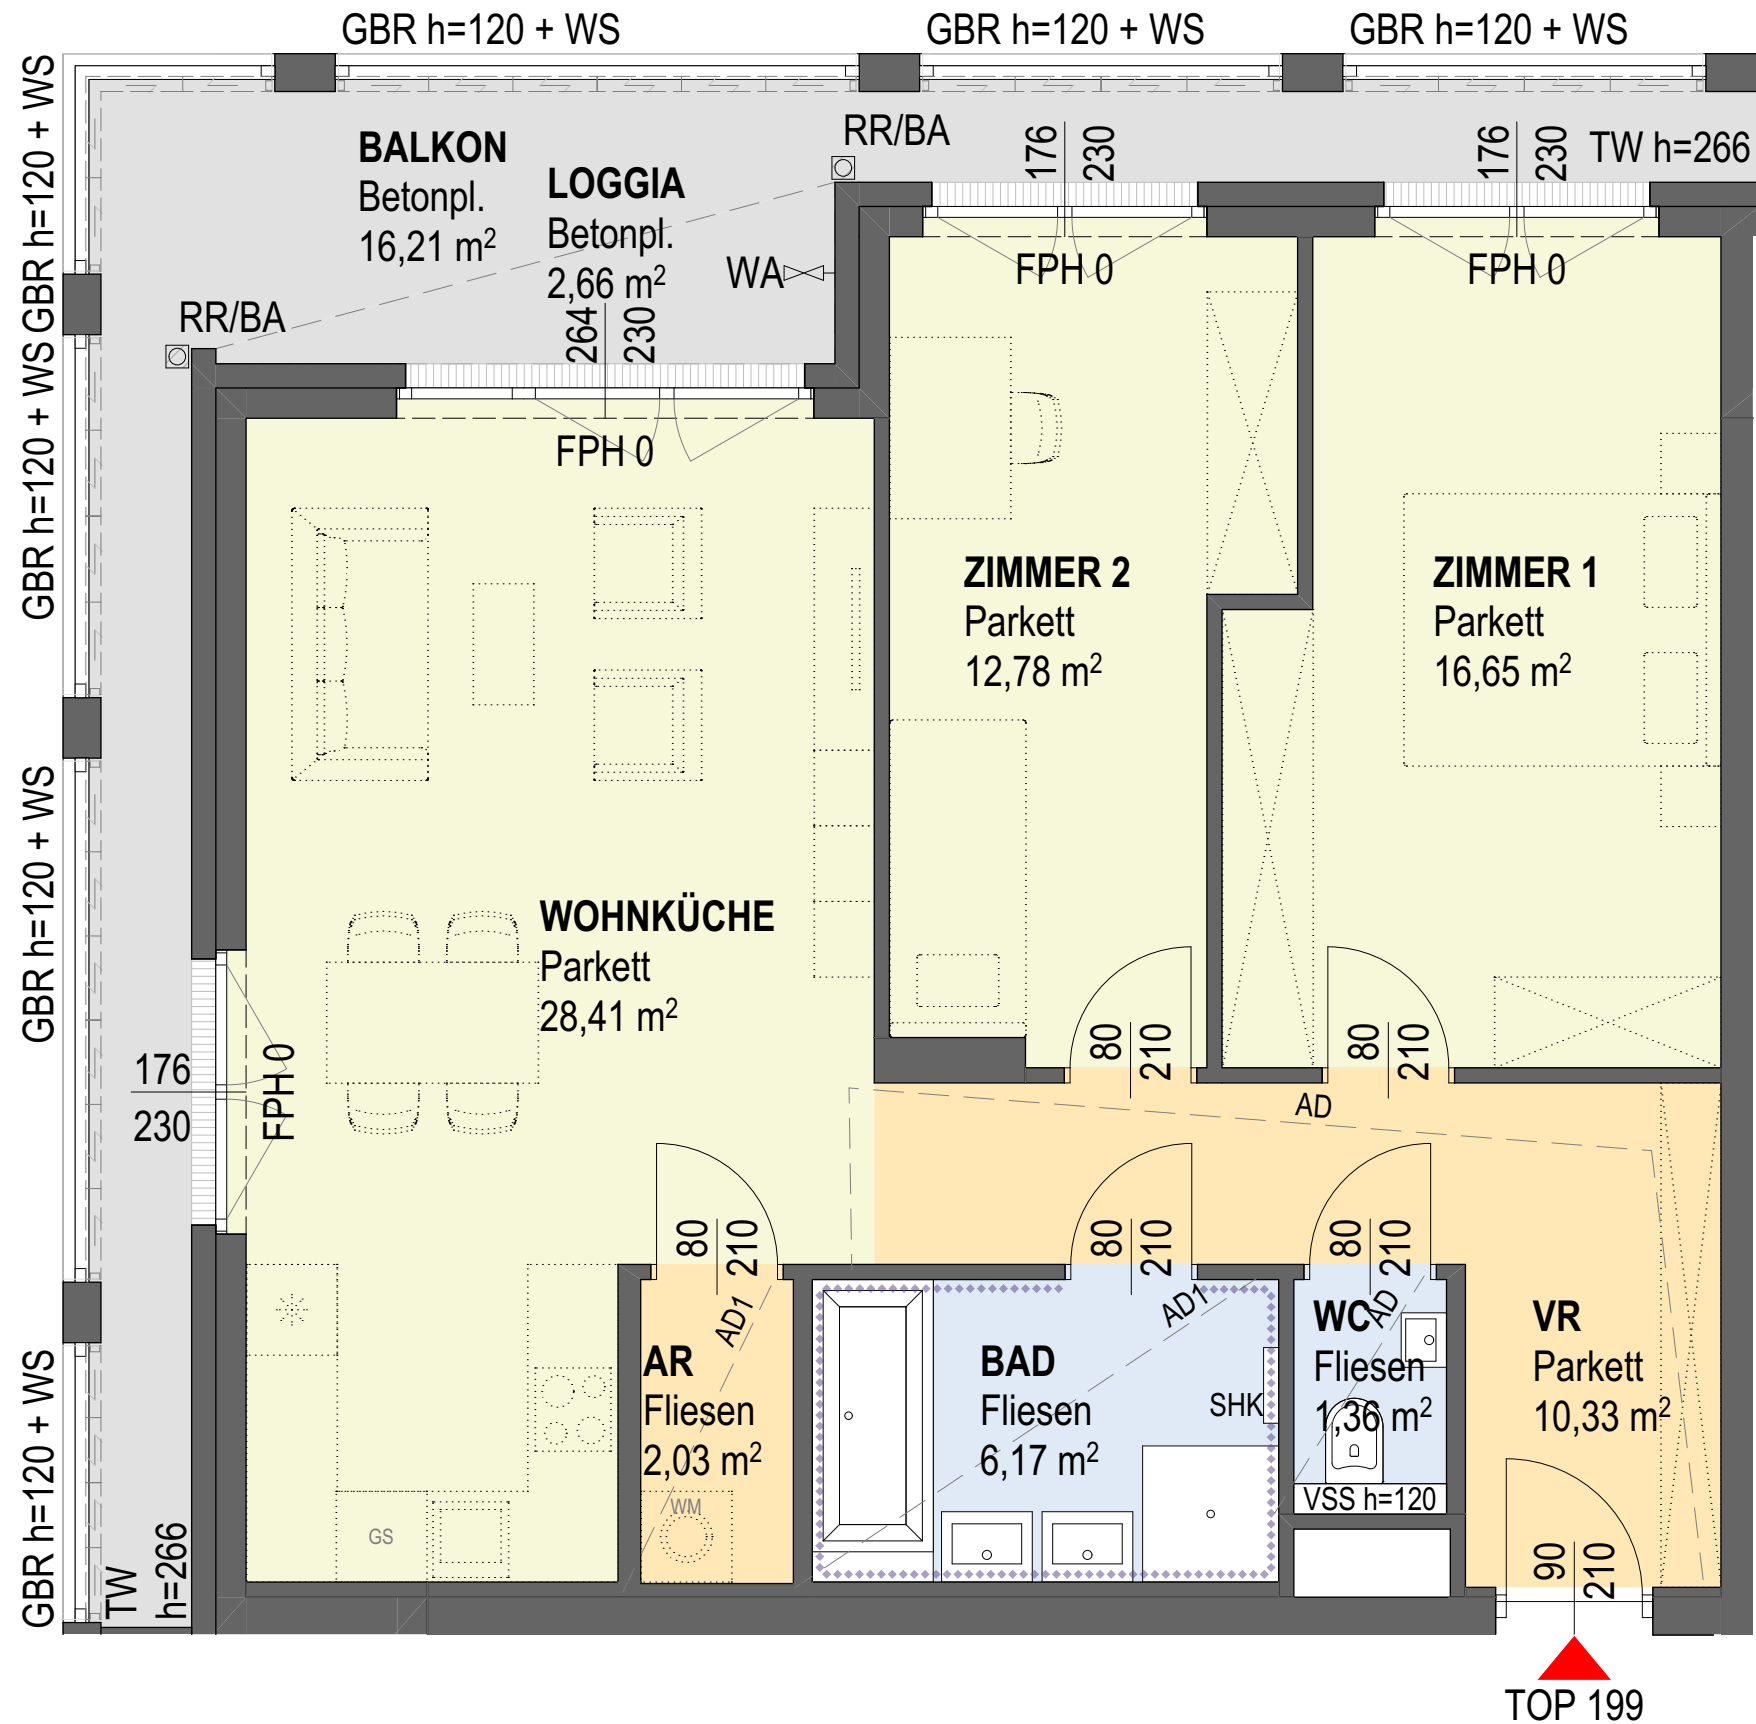 GBR h=120 + WS
GBR h=120 + WS
GBR h=120 + WS
GBR h=120 + WS
GBR h=120 + WS
GBR h=120 + WS
GBR h=120 + WS
BALKON
Betonpl.
16,21 m²
LOGGIA
Betonpl.
2,66 m²
RR/BA
RR/BA
WA
264
230
FPH 0
176
230
FPH 0
176
230
FPH 0
TW h=266
ZIMMER 2
Parkett
12,78 m²
ZIMMER 1
Parkett
16,65 m²
WOHNKÜCHE
Parkett
28,41 m²
176
230
FPH 0
80
210
80
210
AD
80
210
80
210
80
210
AR
Fliesen
2,03 m²
AD1
WM
GS
BAD
Fliesen
6,17 m²
AD1
SHK
WC
Fliesen
1,36 m²
AD
VSS h=120
VR
Parkett
10,33 m²
90
210
TW
h=266
TOP 199